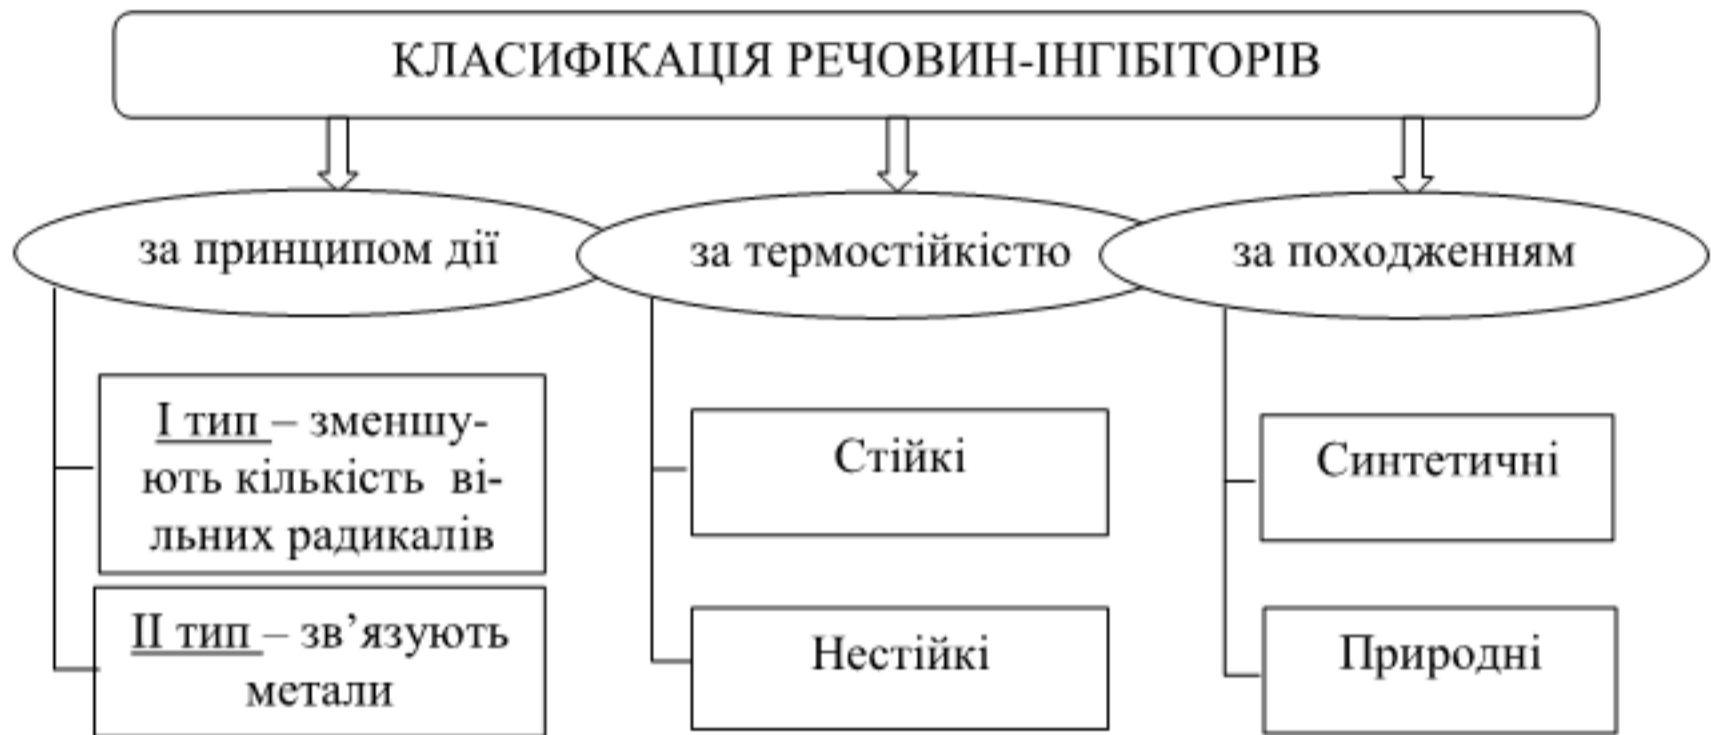 КЛАСИФІКАЦІЯ РЕЧОВИН-ІНГІБІТОРІВ
за принципом дії
за термостійкістю
за походженням
І тип – зменшу-
ють кількість ві-
льних радикалів
ІІ тип – зв’язують
метали
Стійкі
Нестійкі
Синтетичні
Природні